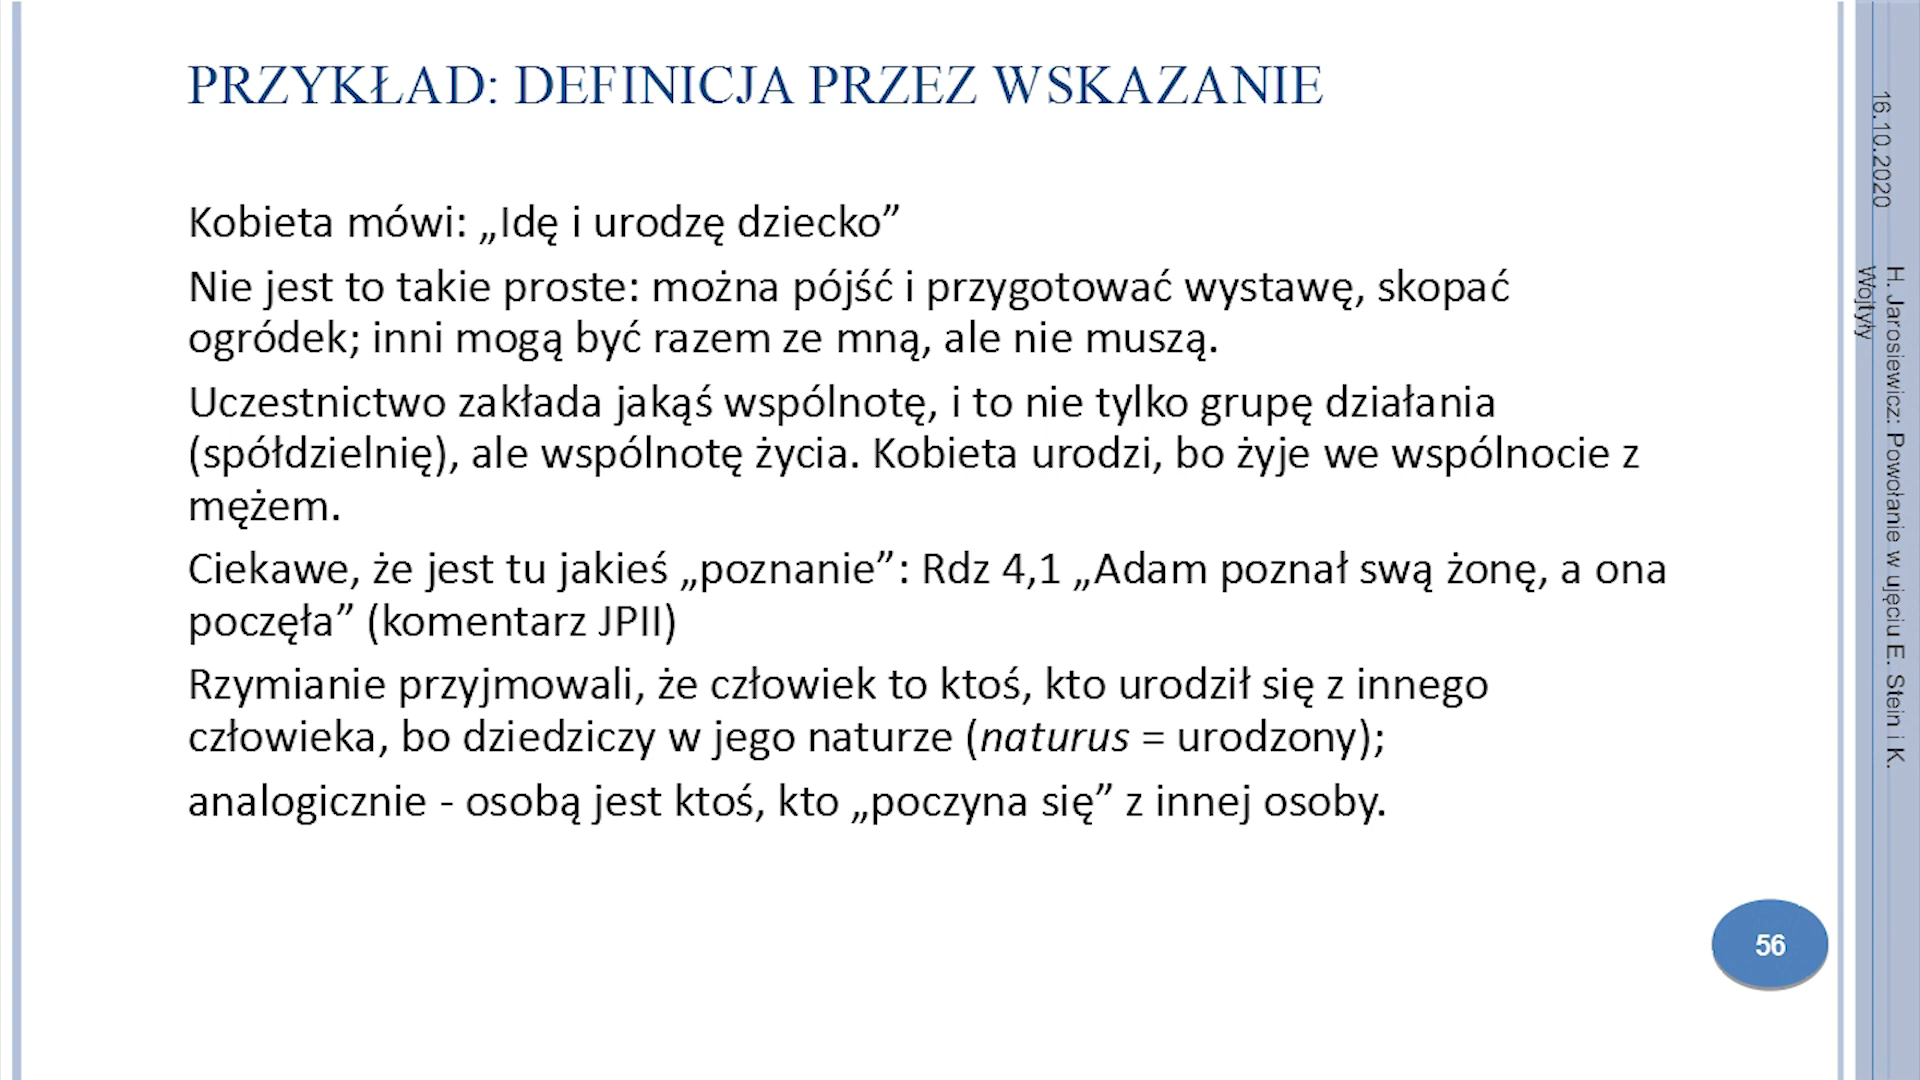 PRZYKŁAD: DEFINICJA PRZEZ WSKAZANIE
Kobieta mówi: „Idę i urodzę dziecko”
Nie jest to takie proste: można pójść i przygotować wystawę, skopać
ogródek; inni mogą być razem ze mną, ale nie muszą.
Uczestnictwo zakłada jakąś wspólnotę, i to nie tylko grupę działania
(spółdzielnię), ale wspólnotę życia. Kobieta urodzi, bo żyje we wspólnocie z
mężem.
Ciekawe, że jest tu jakieś „poznanie”: Rdz 4,1 „Adam poznał swą żonę, a ona
poczęła” (komentarz JPII)
Rzymianie przyjmowali, że człowiek to ktoś, kto urodził się z innego
człowieka, bo dziedziczy w jego naturze (naturus = urodzony);
analogicznie - osobą jest ktoś, kto „poczyna się” z innej osoby.
16.10.2020
H. Jarosiewicz: Powołanie w ujęciu E. Stein i K.
Wojtyły
56